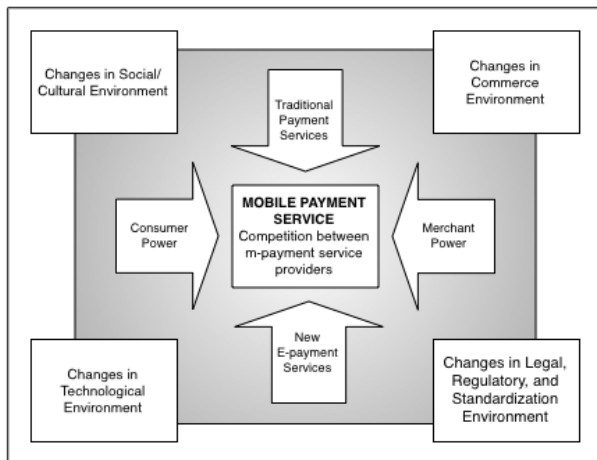 Changes in Social/
Cultural Environment
Changes in
Commerce
Environment
Traditional
Payment
Services
Consumer
Power
MOBILE PAYMENT
SERVICE
Competition between
m-payment service
providers
Merchant
Power
New
E-payment
Services
Changes in
Technological
Environment
Changes in Legal,
Regulatory, and
Standardization
Environment